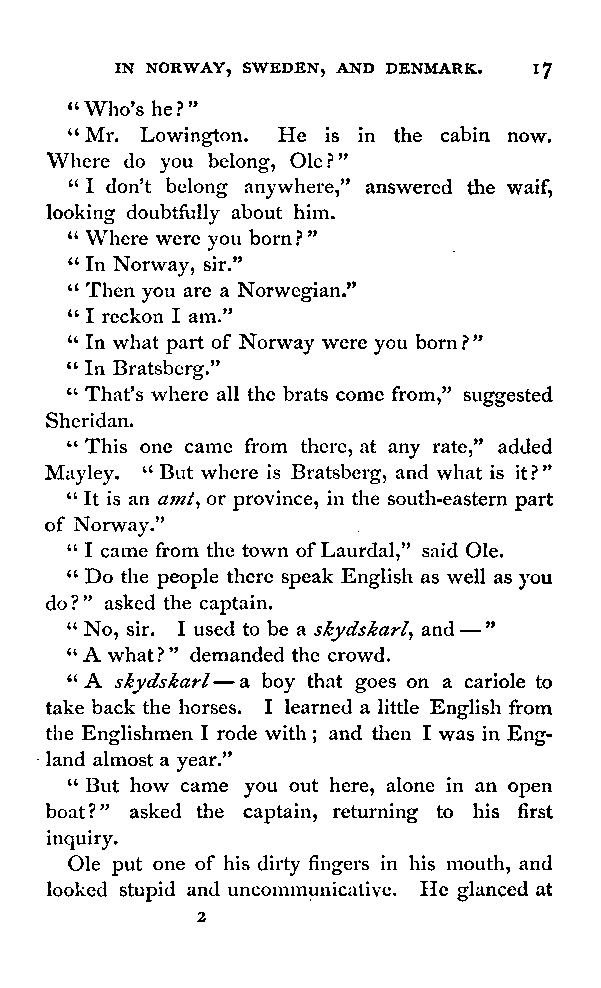 IN NORWAY, SWEDEN, AND DENMARK. 17
“Who’s he?”
“Mr. Lowington. He is in the cabin now.
Where do you belong, Ole?”
“I don’t belong anywhere,” answered the waif,
looking doubtfully about him.
“Where were you born?”
“In Norway, sir.”
“Then you are a Norwegian.”
“I reckon I am.”
“In what part of Norway were you born?”
“In Bratsberg.”
“That’s where all the brats come from,” suggested
Sheridan.
“This one came from there, at any rate,” added
Mayley. “But where is Bratsberg, and what is it?”
“It is an amt, or province, in the south-eastern part
of Norway.”
“I came from the town of Laurdal,” said Ole.
“Do the people there speak English as well as you
do?” asked the captain.
“No, sir. I used to be a skydskarl, and —”
“A what?” demanded the crowd.
“A skydskarl — a boy that goes on a cariole to
take back the horses. I learned a little English from
the Englishmen I rode with; and then I was in Eng-
land almost a year.”
“But how came you out here, alone in an open
boat?” asked the captain, returning to his first
inquiry.
Ole put one of his dirty fingers in his mouth, and
looked stupid and uncommunicative. He glanced at
2